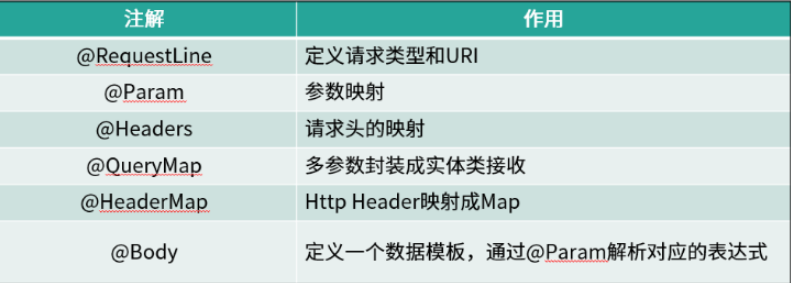 注解 作用
@RequestLine 定义请求类型和URI
@Param 参数映射
@Headers 请求头的映射
@QueryMap 多参数封装成实体类接收
@HeaderMap Http Header映射成Map
@Body 定义一个数据模板，通过@Param解析对应的表达式